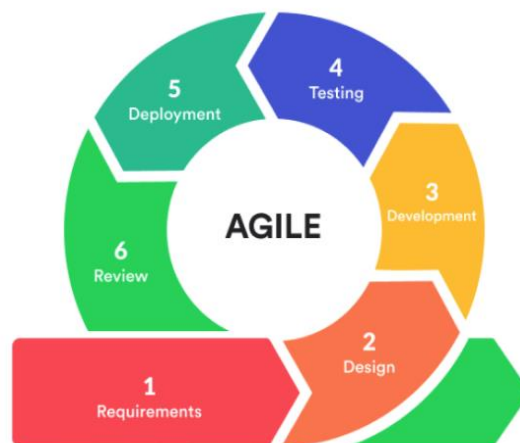 AGILE
1
Requirements
2
Design
3
Development
4
Testing
5
Deployment
6
Review